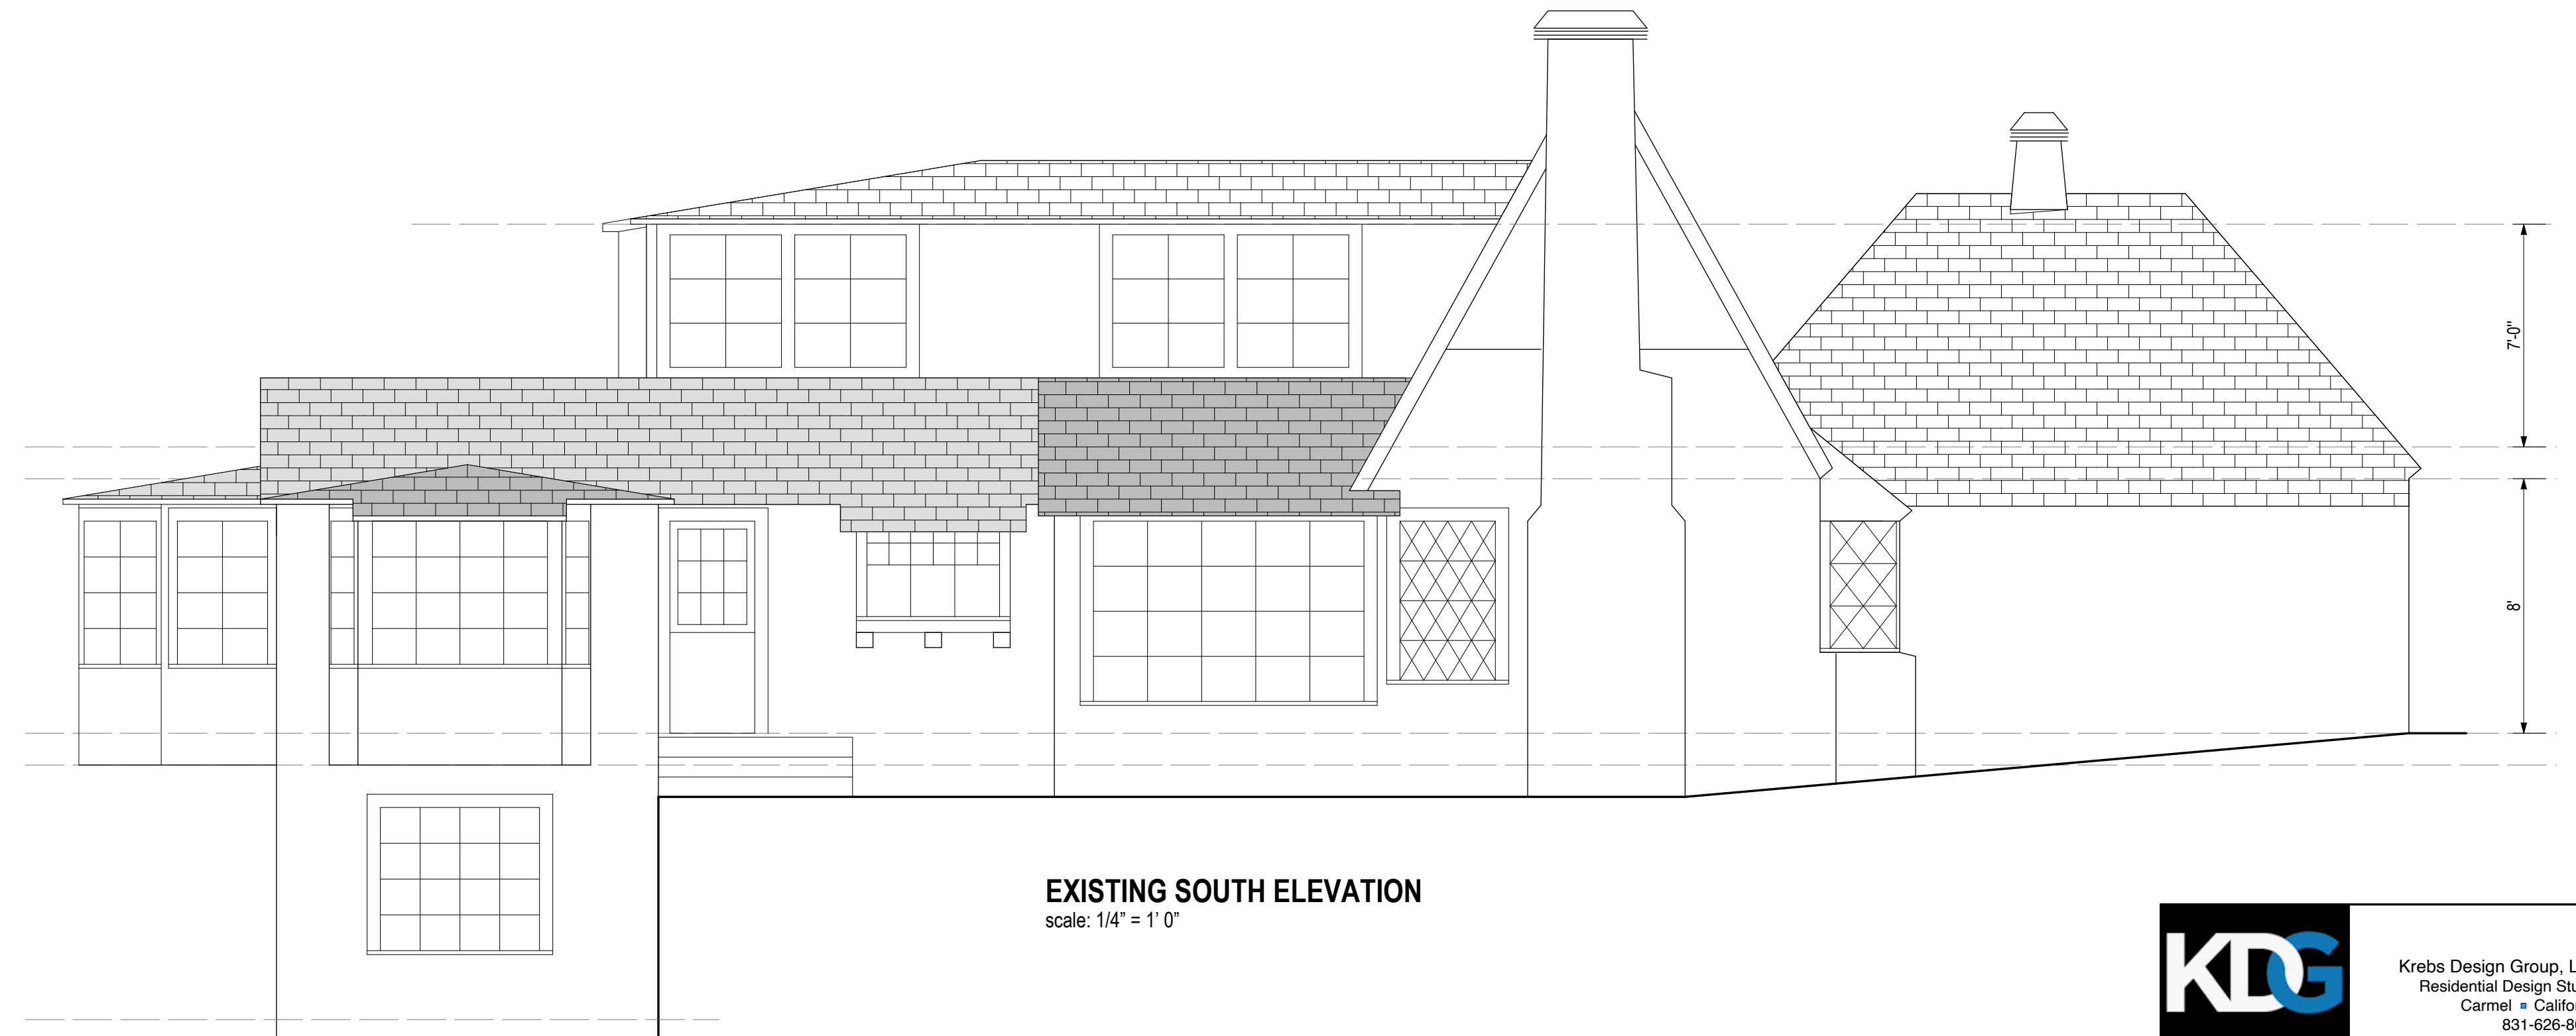 7'-0"
8'
EXISTING SOUTH ELEVATION
scale: 1/4” = 1’ 0”
KDG
Krebs Design Group,
Residential Design
Carmel ▪